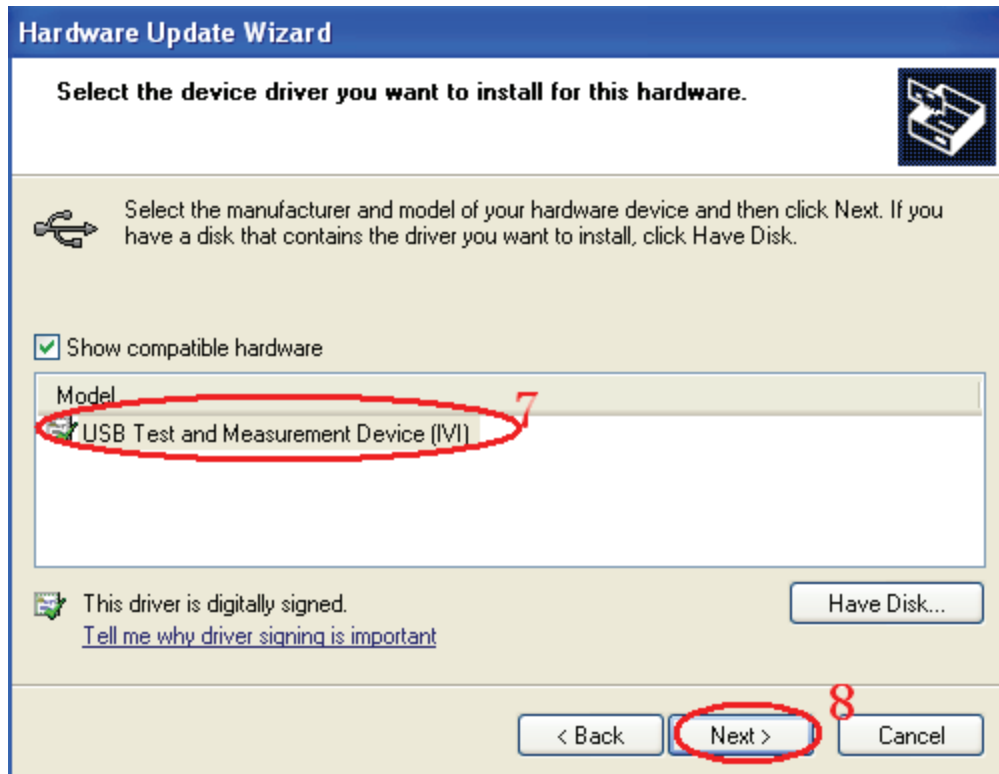 Hardware Update Wizard
Select the device driver you want to install for this hardware.
Select the manufacturer and model of your hardware device and then click Next. If you
have a disk that contains the driver you want to install, click Have Disk.
Show compatible hardware
Model
7
USB Test and Measurement Device (IVI)
This driver is digitally signed.
Have Disk...
Tell me why driver signing is important
8
< Back
Next >
Cancel